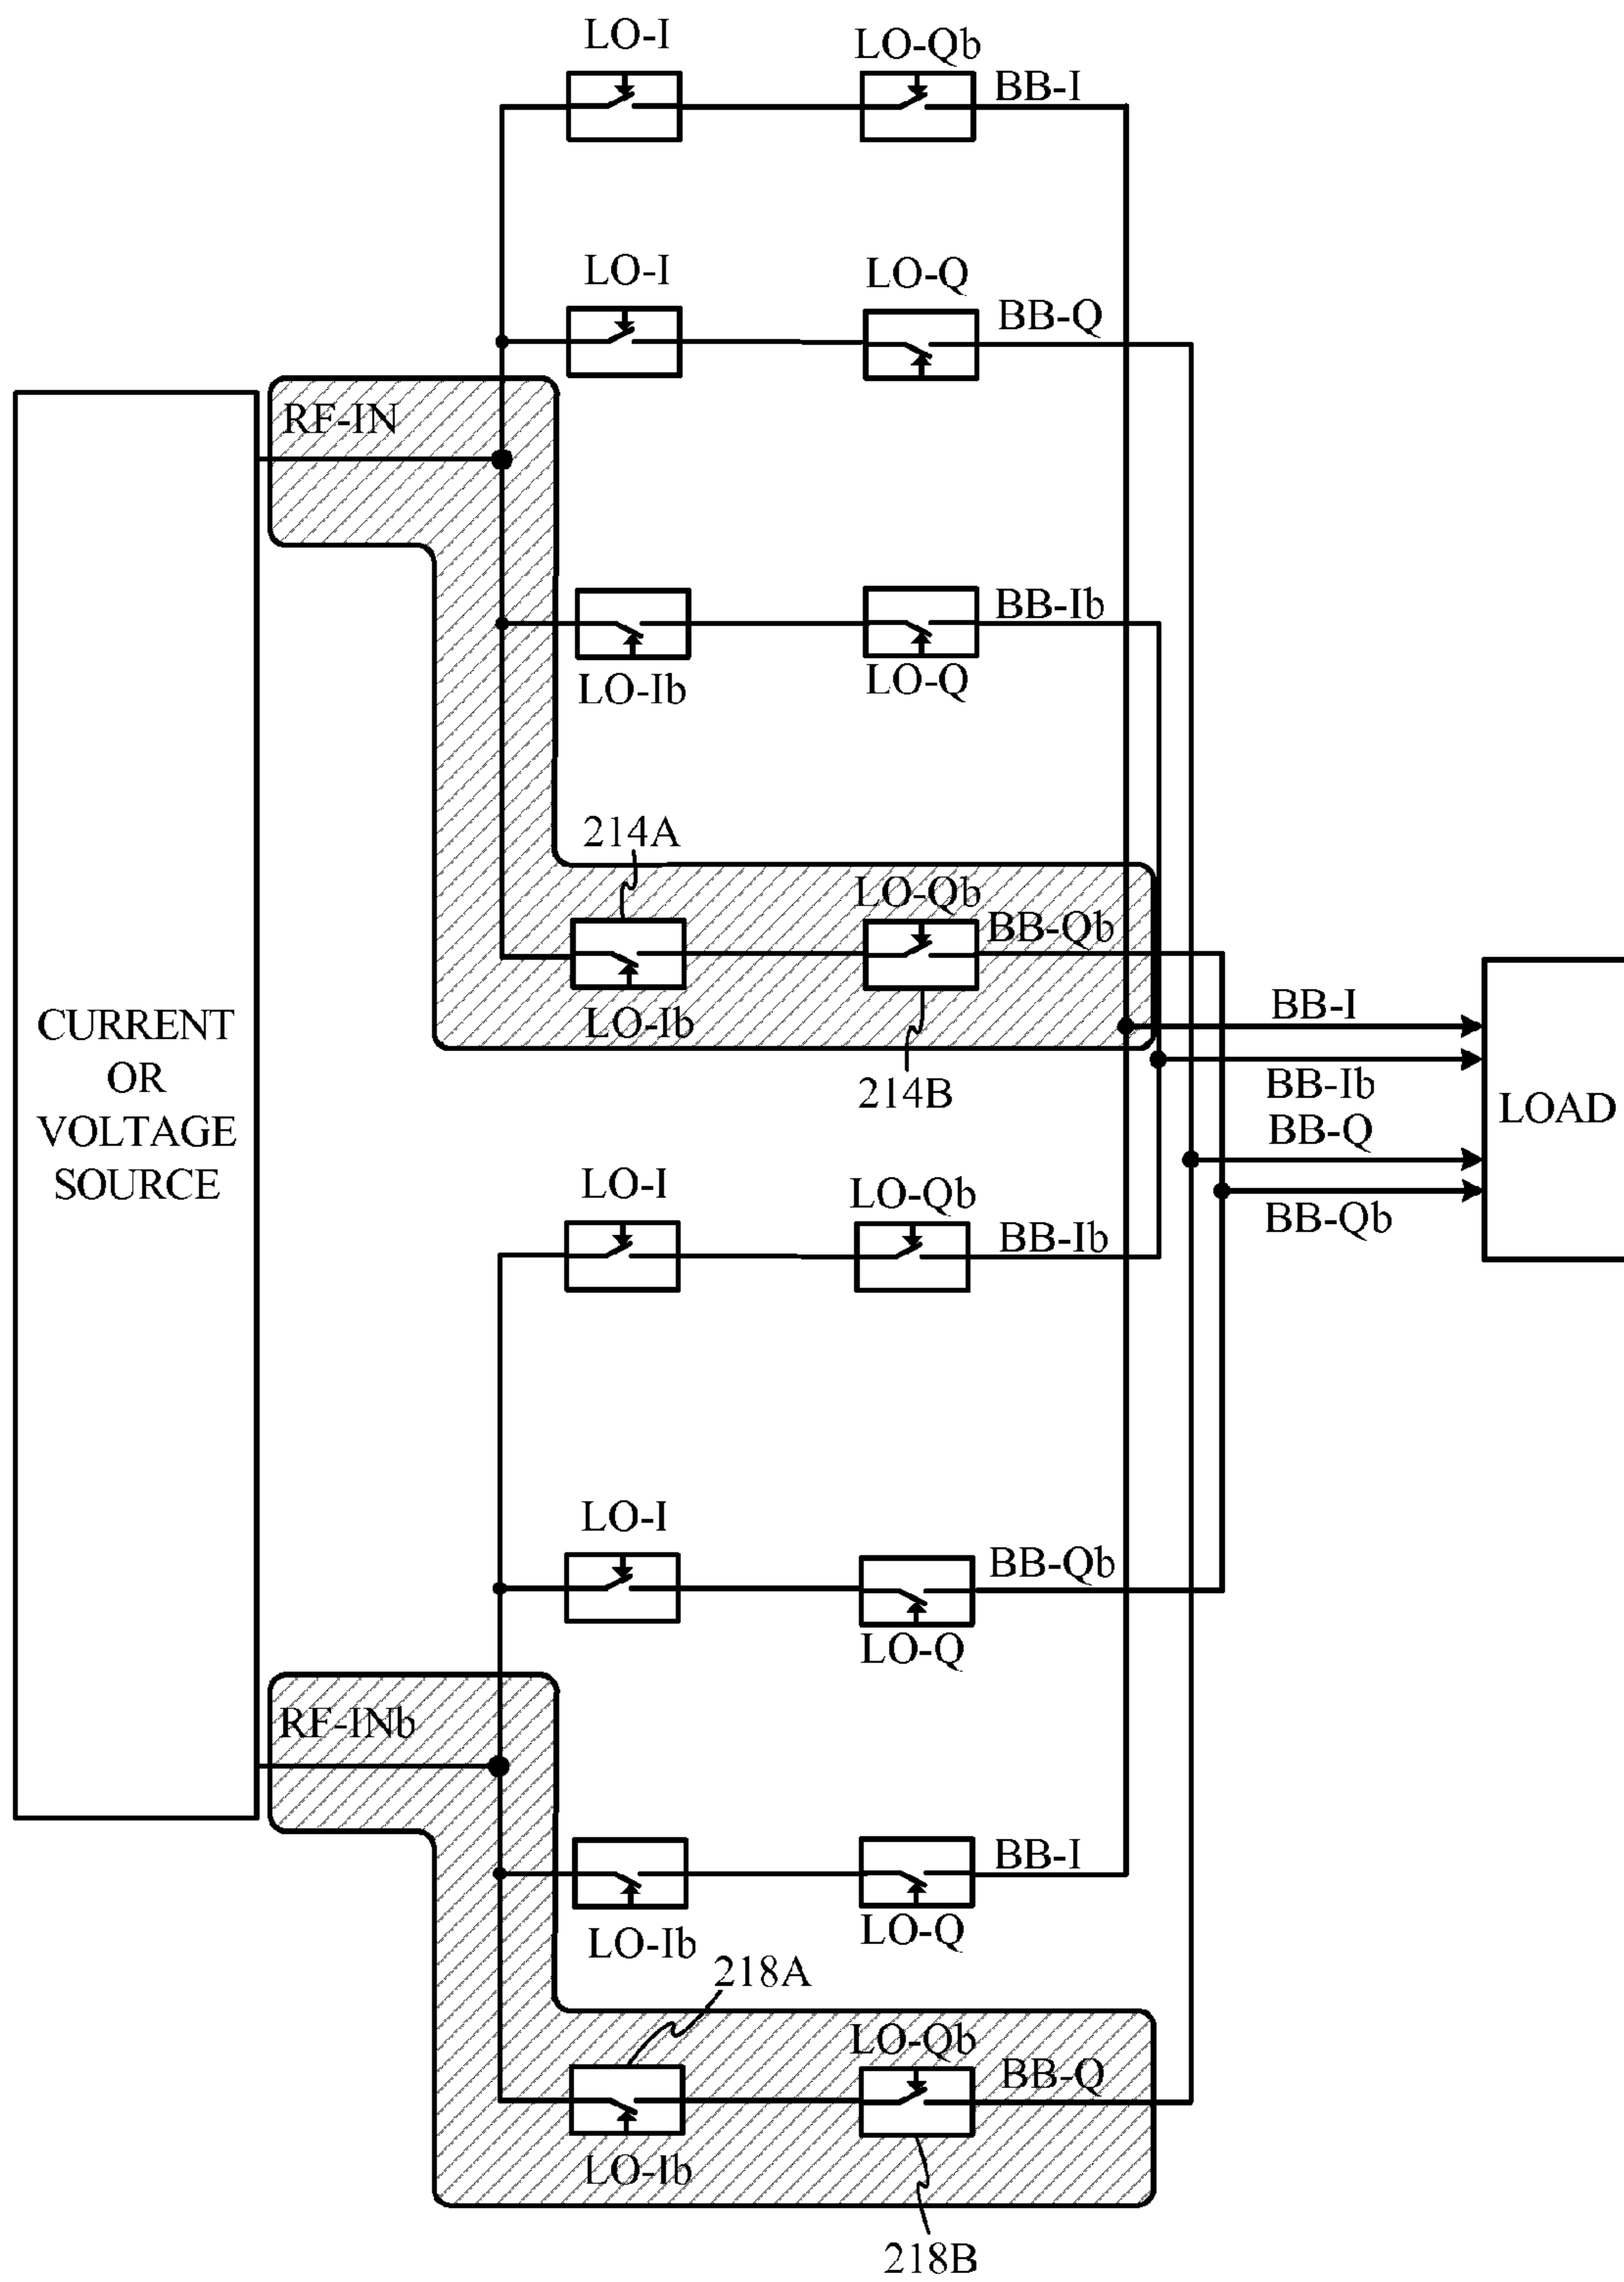 LO-I
LO-Qb
BB-I
LO-I
LO-Q
BB-Q
RF-IN
BB-Ib
LO-Ib
LO-Q
214A
LO-Qb
BB-Qb
LO-Ib
214B
CURRENT
OR
VOLTAGE
SOURCE
BB-I
BB-Ib
BB-Q
BB-Qb
LOAD
LO-I
LO-Qb
BB-Ib
LO-I
BB-Qb
LO-Q
RF-INb
BB-I
LO-Ib
LO-Q
218A
LO-Qb
BB-Q
LO-Ib
218B